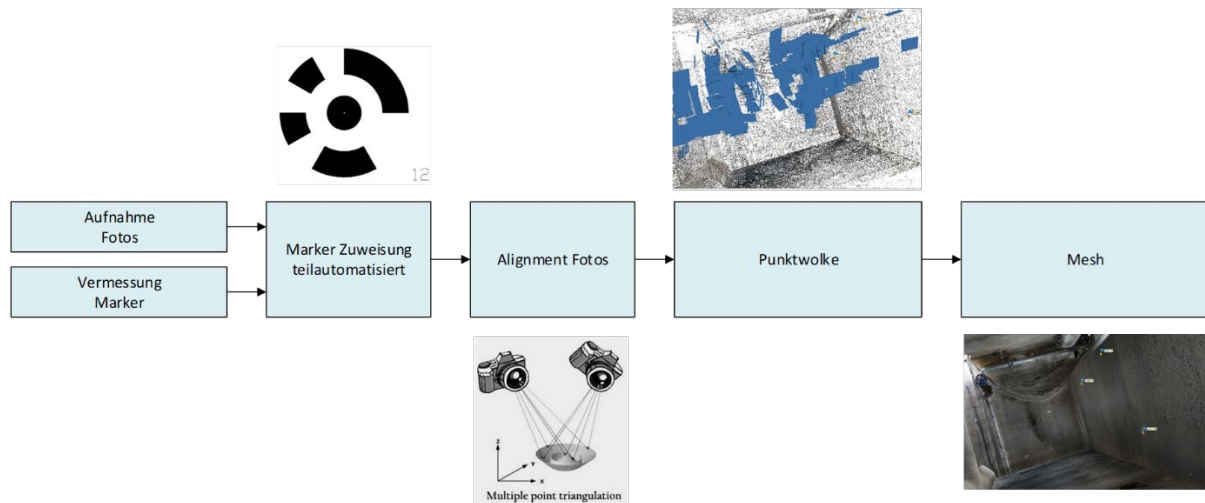 12
Aufnahme
Fotos
Vermessung
Marker
Marker Zuweisung
teilautomatisiert
Alignment Fotos
Punktwolke
Mesh
Z
Y
X
Multiple point triangulation